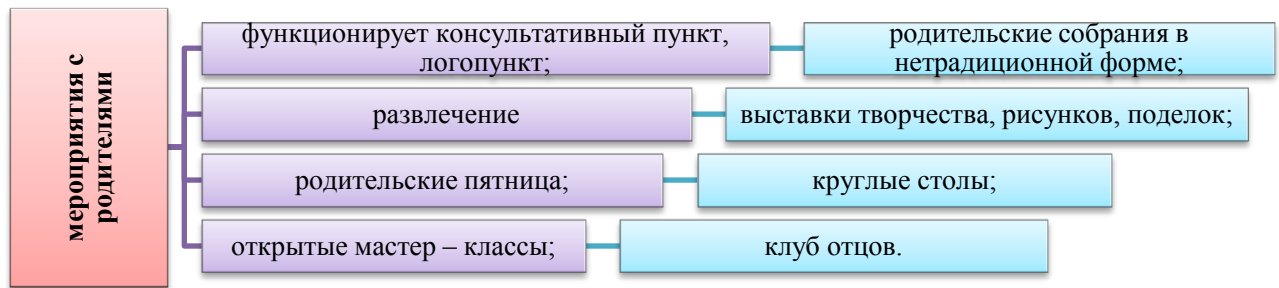 мероприятия с
родителями
функционирует консультативный пункт,
логопункт;
родительские собрания в
нетрадиционной форме;
развлечение
выставки творчества, рисунков, поделок;
родительские пятница;
круглые столы;
открытые мастер – классы;
клуб отцов.